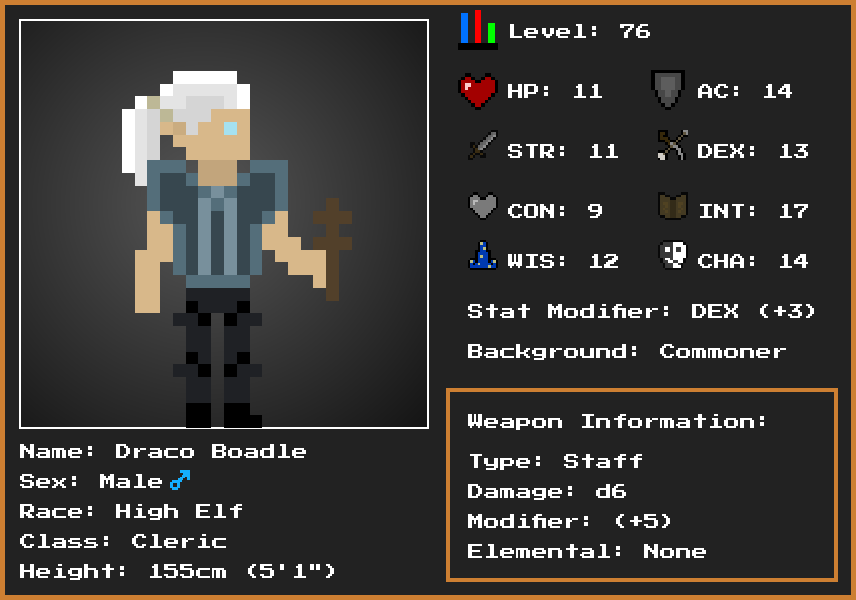 Level: 76
HP: 11
AC: 14
STR: 11
DEX: 13
CON: 9
INT: 17
WIS: 12
CHA: 14
Stat Modifier: DEX (+3)
Background: Commoner
Weapon Information:
Type: Staff
Damage: d6
Modifier: (+5)
Elemental: None
Name: Draco Boadle
Sex: Male♂
Race: High Elf
Class: Cleric
Height: 155cm (5'1")